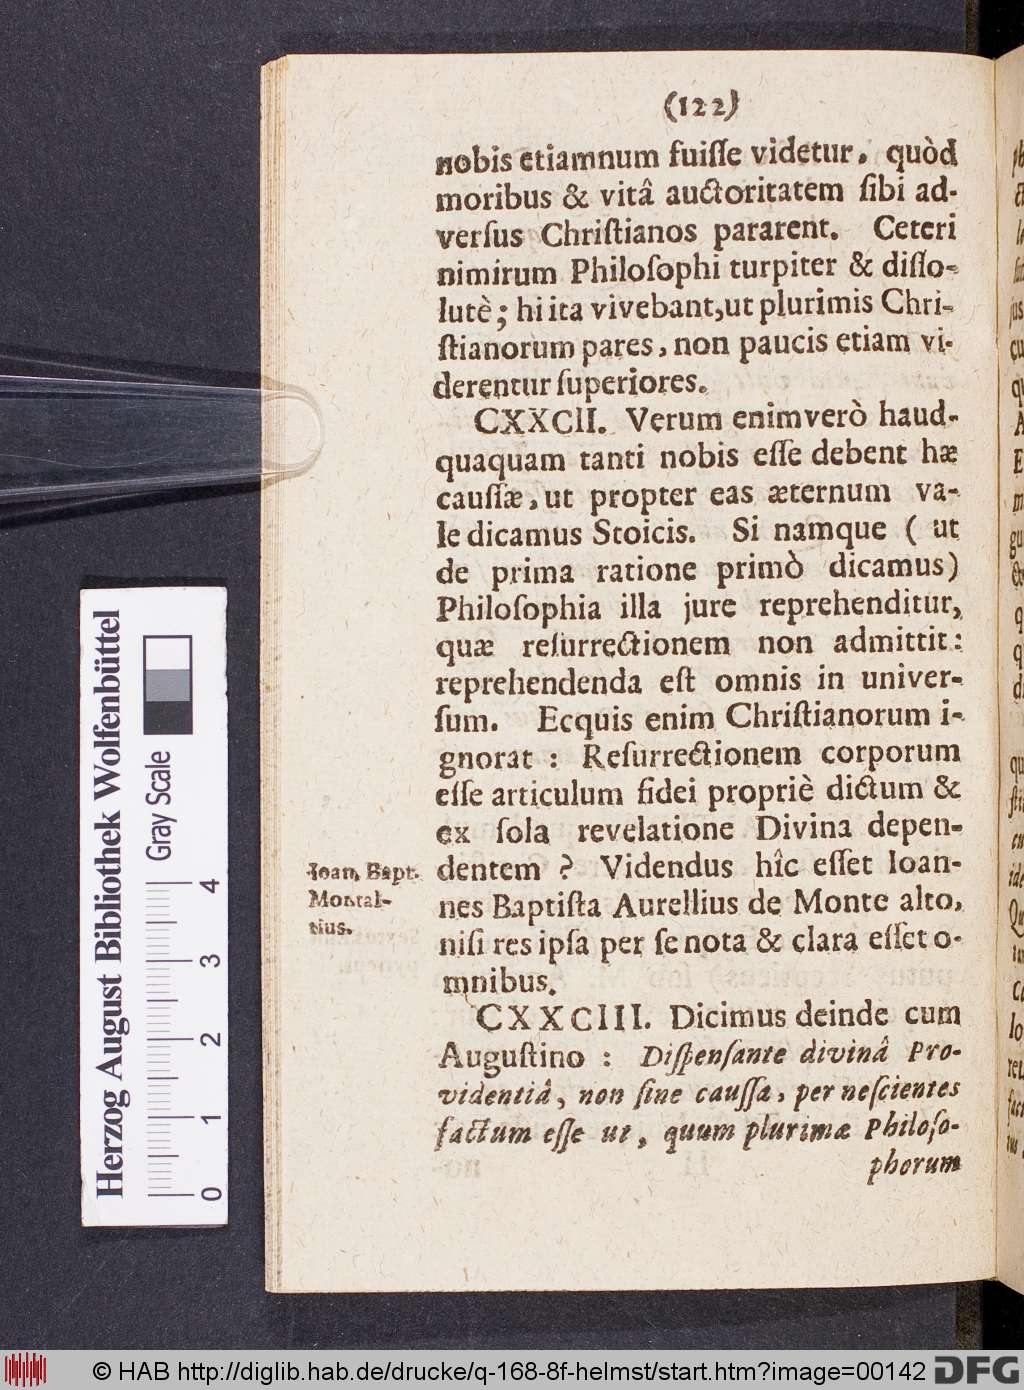 (122)
nobis etiamnum fuiſſe videtur, quòd
moribus & vitâ auctoritatem ſibi ad-
verſus Chriſtianos pararent. Ceteri
nimirum Philoſophi turpiter & diſſo-
lutè; hi ita vivebant, ut plurimis Chri-
ſtianorum pares, non paucis etiam vi-
derentur ſuperiores.
CXXCII. Verum enimverò haud-
quaquam tanti nobis eſſe debent hæ
cauſſæ, ut propter eas æternum va-
le dicamus Stoicis. Si namque ( ut
de prima ratione primò dicamus)
Philoſophia illa jure reprehenditur,
quæ reſurrectionem non admittit:
reprehendenda eſt omnis in univer-
ſum. Ecquis enim Chriſtianorum i-
gnorat : Reſurrectionem corporum
eſſe articulum fidei propriè dictum &
ex ſola revelatione Divina depen-
dentem ? Videndus hîc eſſet Ioan-
nes Baptiſta Aurellius de Monte alto,
niſi res ipſa per ſe nota & clara eſſet o-
mnibus.
Ioan. Bapt.
Montal-
tius.
CXXCIII. Dicimus deinde cum
Auguſtino : Diſpenſante divinâ Pro-
videntiâ, non ſine cauſſa, per neſcientes
factum eſſe ut, quum plurimæ Philoſo-
phorum
Herzog August Bibliothek Wolfenbüttel
Gray Scale
0 1 2 3 4
© HAB http://diglib.hab.de/drucke/q-168-8f-helmst/start.htm?image=00142
DFG